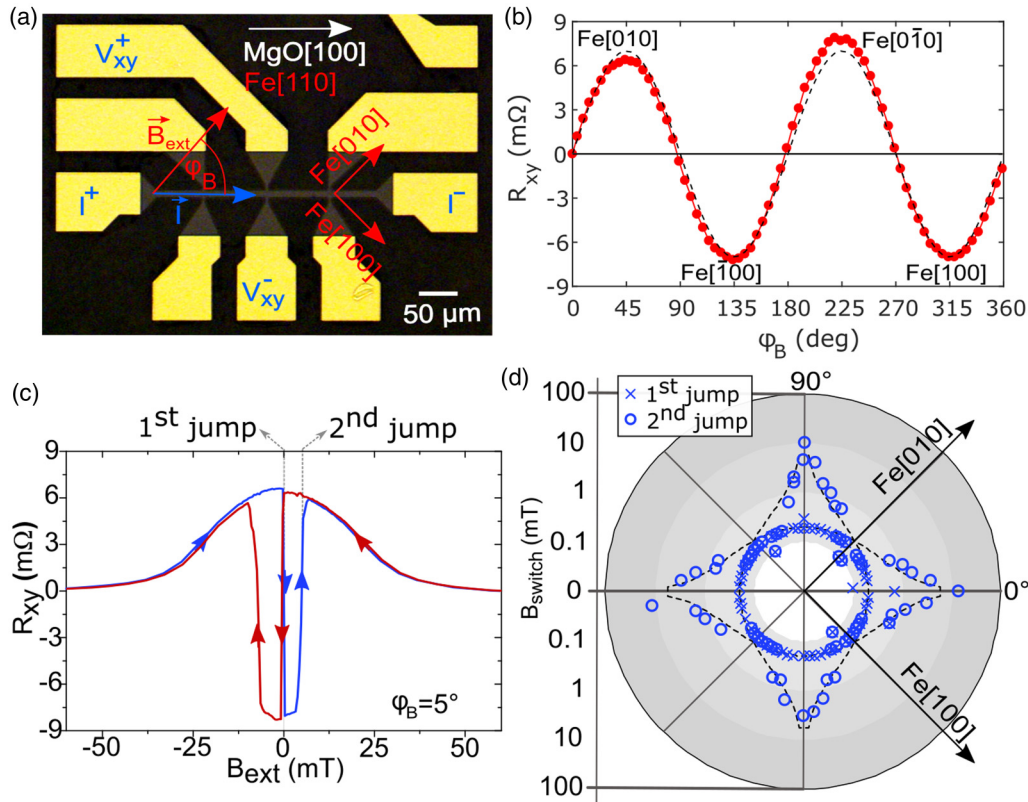 (a)
V⁺xy
MgO[100]
Fe[110]
B⃗ext
φB
Fe[010]
I⁺
I⃗
I⁻
Fe[100]
V⁻xy
50 μm
(b)
Rxy (mΩ)
9
6
3
0
-3
-6
-9
Fe[010]
Fe[01̄0]
Fe[1̄00]
Fe[100]
0 45 90 135 180 225 270 315 360
φB (deg)
(c)
1st jump
2nd jump
Rxy (mΩ)
9
6
3
0
-3
-6
-9
φB=5°
-50 -25 0 25 50
Bext (mT)
(d)
90°
1st jump
2nd jump
Fe[010]
0°
Fe[100]
Bswitch (mT)
100
10
1
0.1
0
0.1
1
10
100